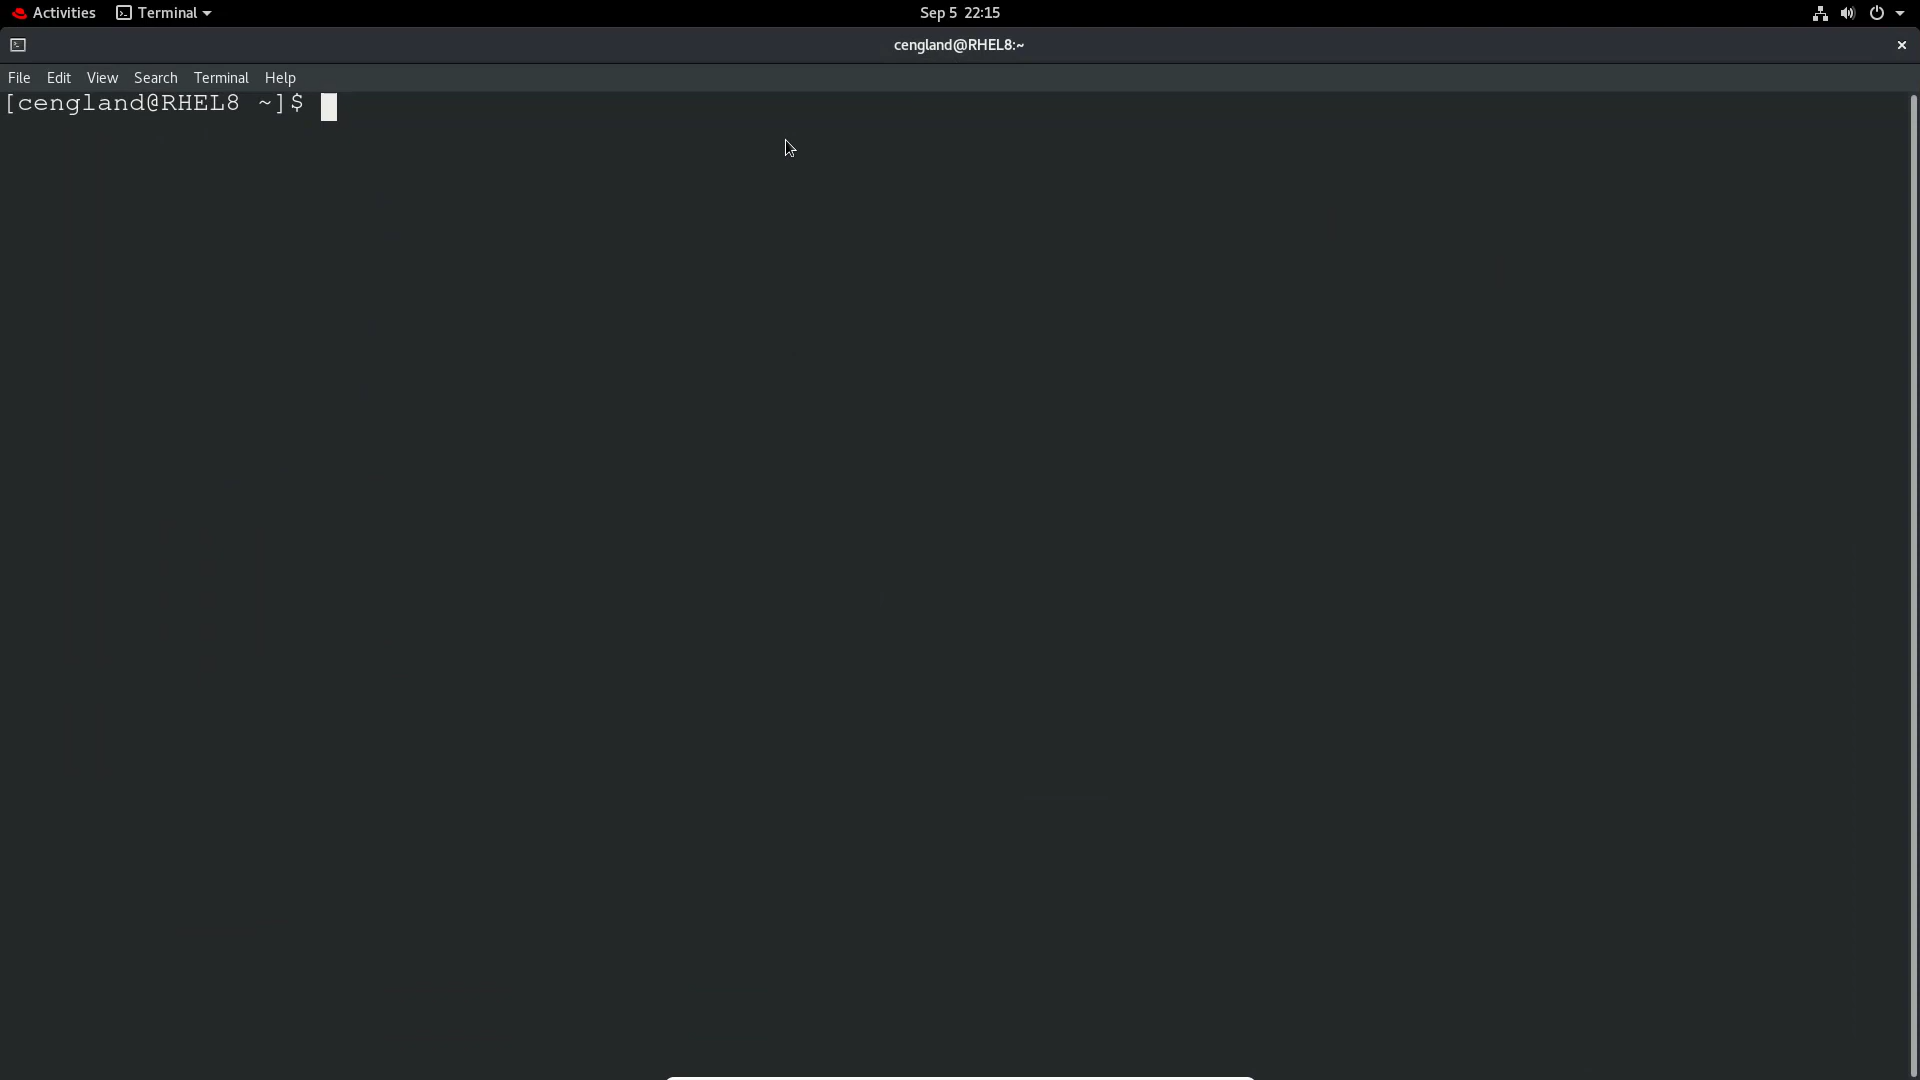 Activities Terminal Sep 5 22:15
cengland@RHEL8:~
File Edit View Search Terminal Help
[cengland@RHEL8 ~]$